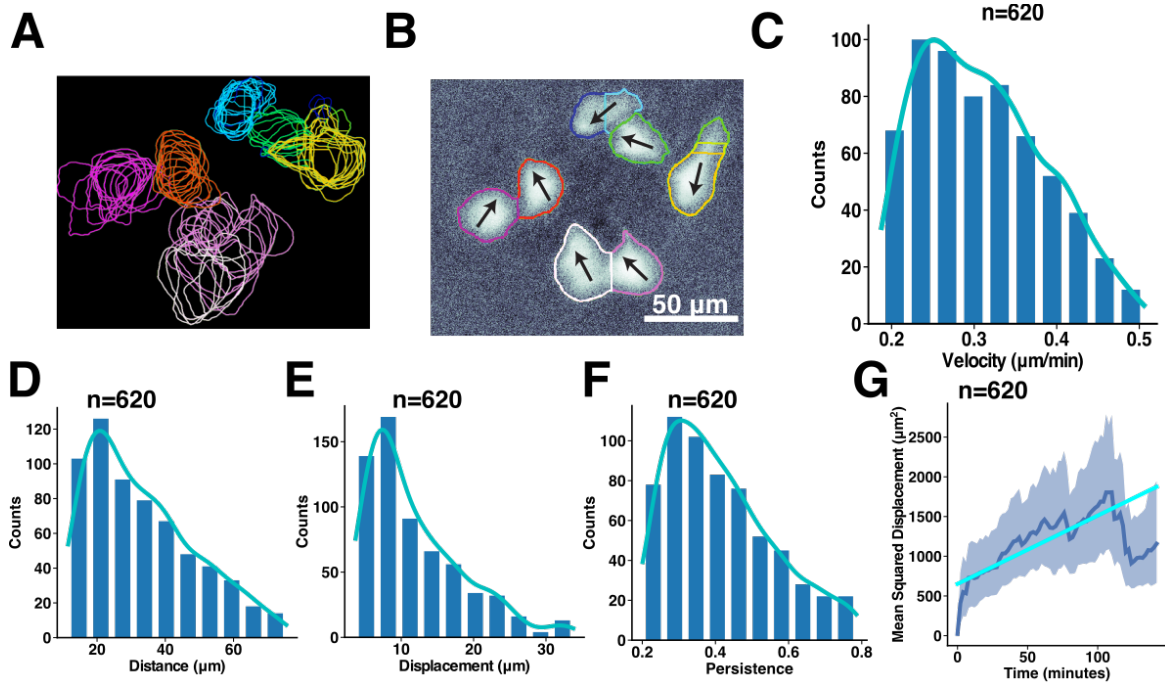 A
B
50 µm
C
n=620
Counts
100
80
60
40
20
0
0.2
0.3
0.4
0.5
Velocity (µm/min)
D
n=620
Counts
120
100
80
60
40
20
0
20
40
60
Distance (µm)
E
n=620
Counts
150
100
50
0
10
20
30
Displacement (µm)
F
n=620
Counts
100
80
60
40
20
0
0.2
0.4
0.6
0.8
Persistence
G
n=620
Mean Squared Displacement (µm²)
2500
2000
1500
1000
500
0
0
50
100
Time (minutes)